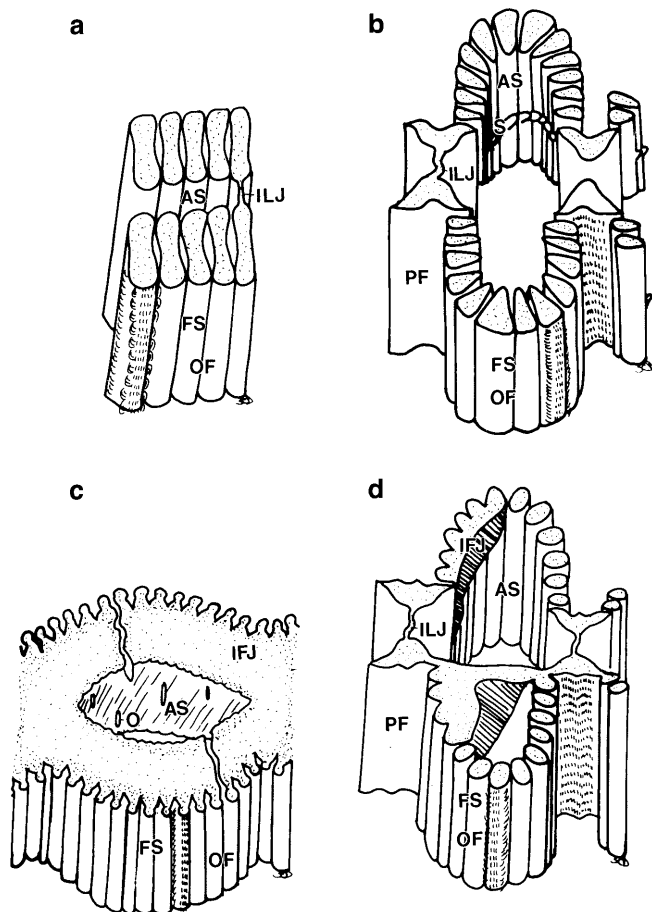 a
AS
ILJ
FS
OF
b
AS
S
ILJ
PF
FS
OF
c
IFJ
AS
O
FS
OF
d
IFJ
AS
ILJ
PF
FS
OF